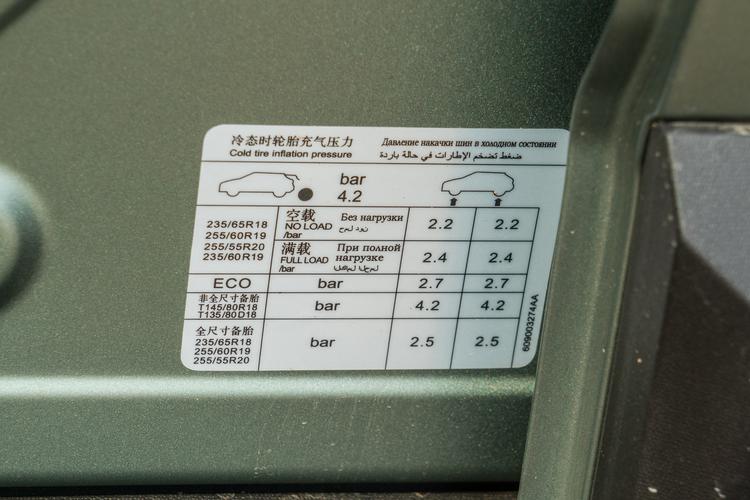 冷态时轮胎充气压力 Давление накачки шин в холодном состоянии
Cold tire inflation pressure ضغط تضخم الإطارات في حالة باردة
bar
4.2
235/65R18
255/60R19
255/55R20
235/60R19
空载 Без нагрузки
NO LOAD
/bar
2.2 2.2
满载 При полной
FULL LOAD нагрузке
/bar
2.4 2.4
ECO bar 2.7 2.7
非全尺寸备胎
T145/80R18
T135/80D18
bar 4.2 4.2
全尺寸备胎
235/65R18
255/60R19
255/55R20
bar 2.5 2.5
609003274AA